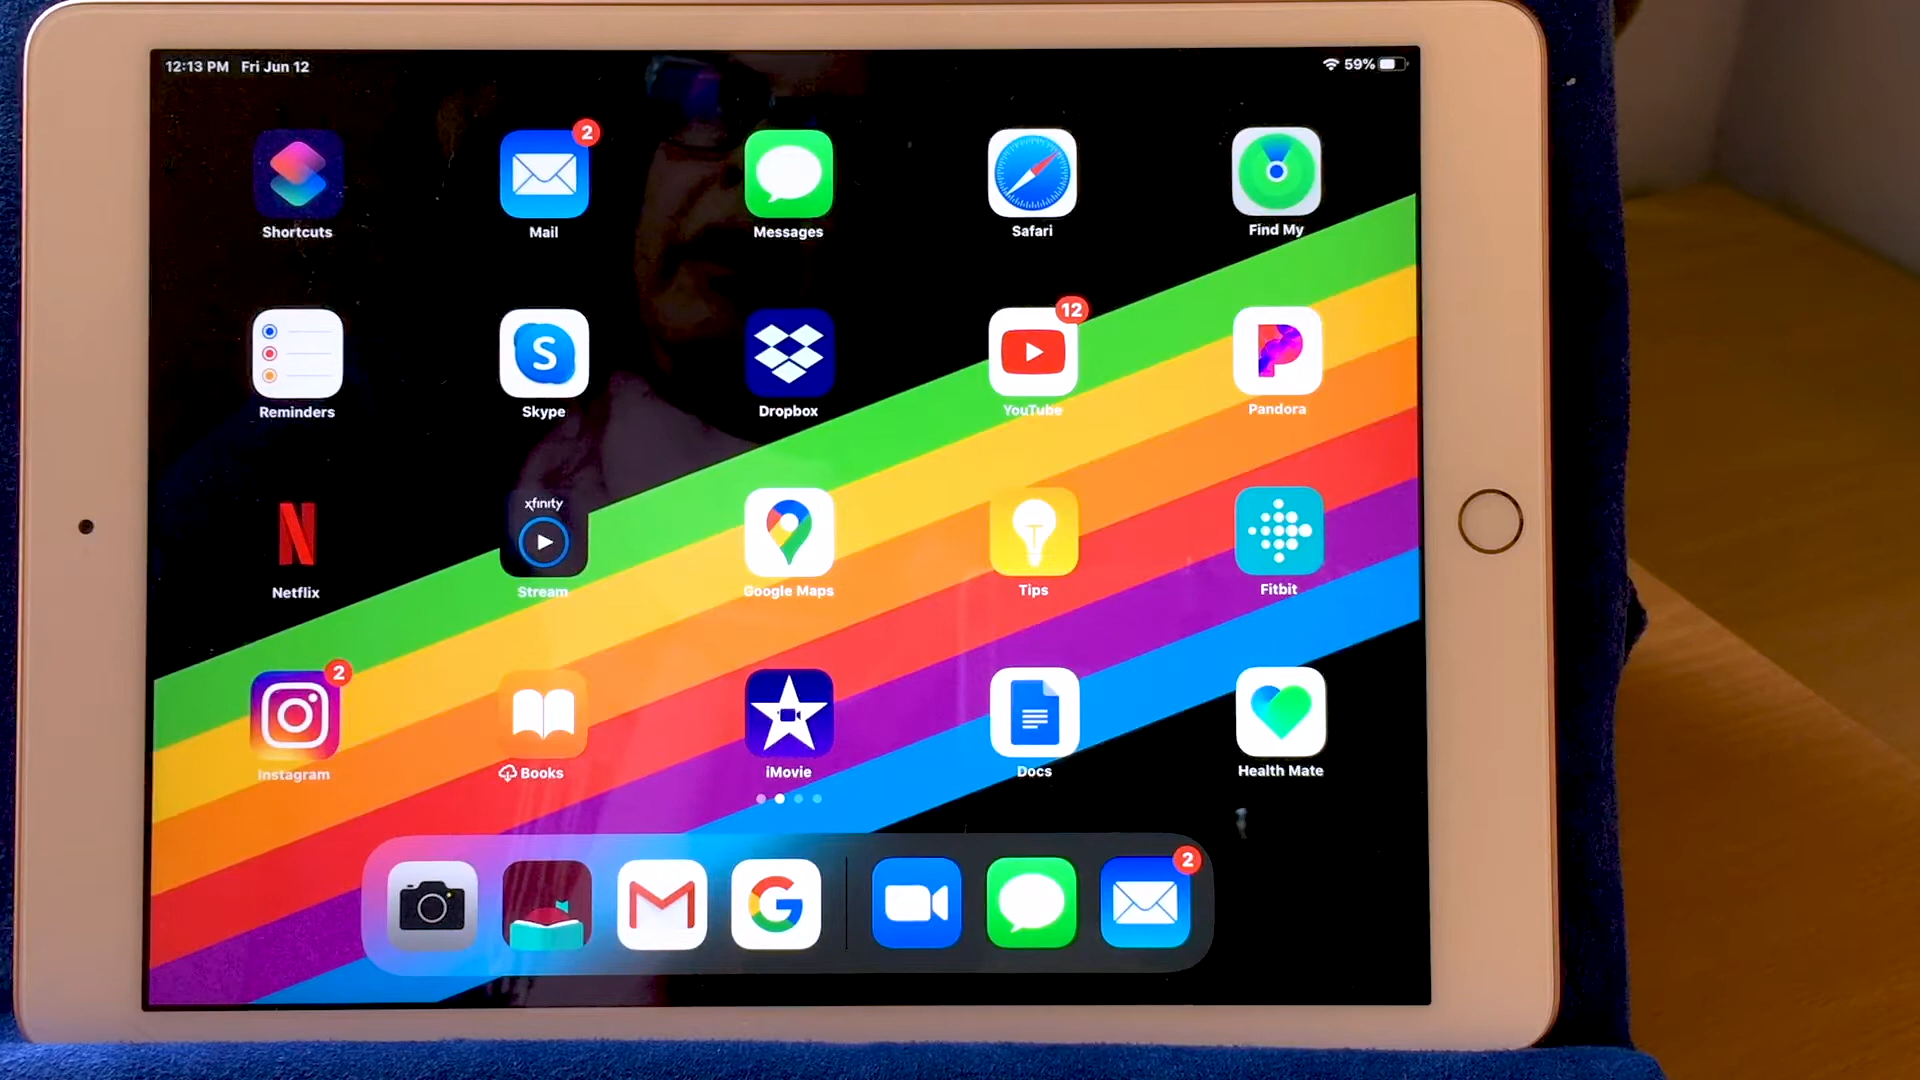 12:13 PM Fri Jun 12
59%
2
Shortcuts Mail Messages Safari Find My
12
S
Reminders Skype Dropbox YouTube Pandora
xfinity
Netflix Stream Google Maps Tips Fitbit
2
Instagram Books iMovie Docs Health Mate
2